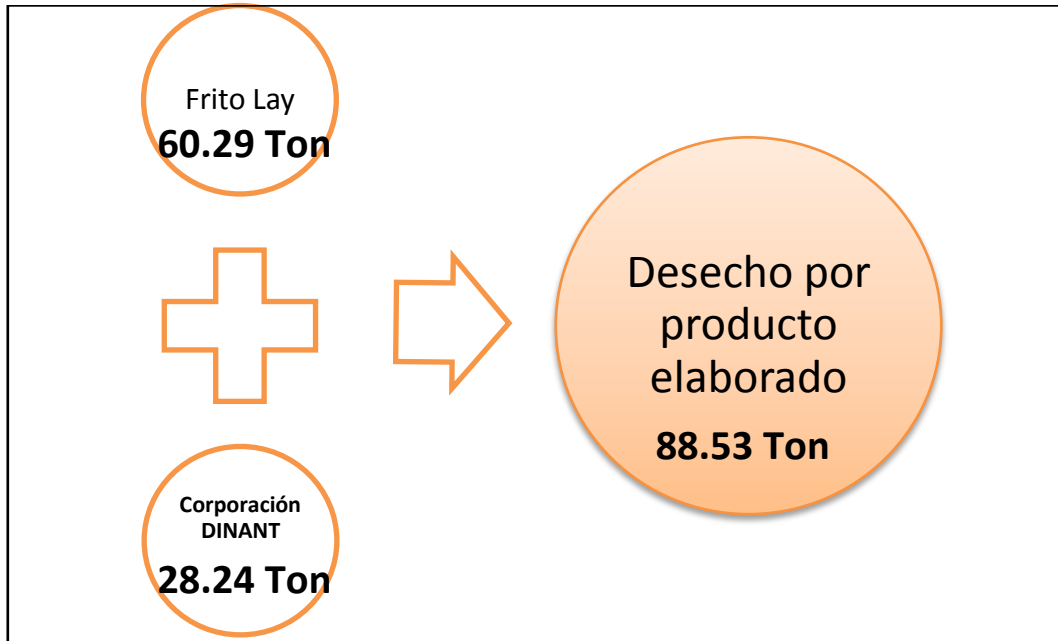 Frito Lay
60.29 Ton
Corporación
DINANT
28.24 Ton
Desecho por
producto
elaborado
88.53 Ton